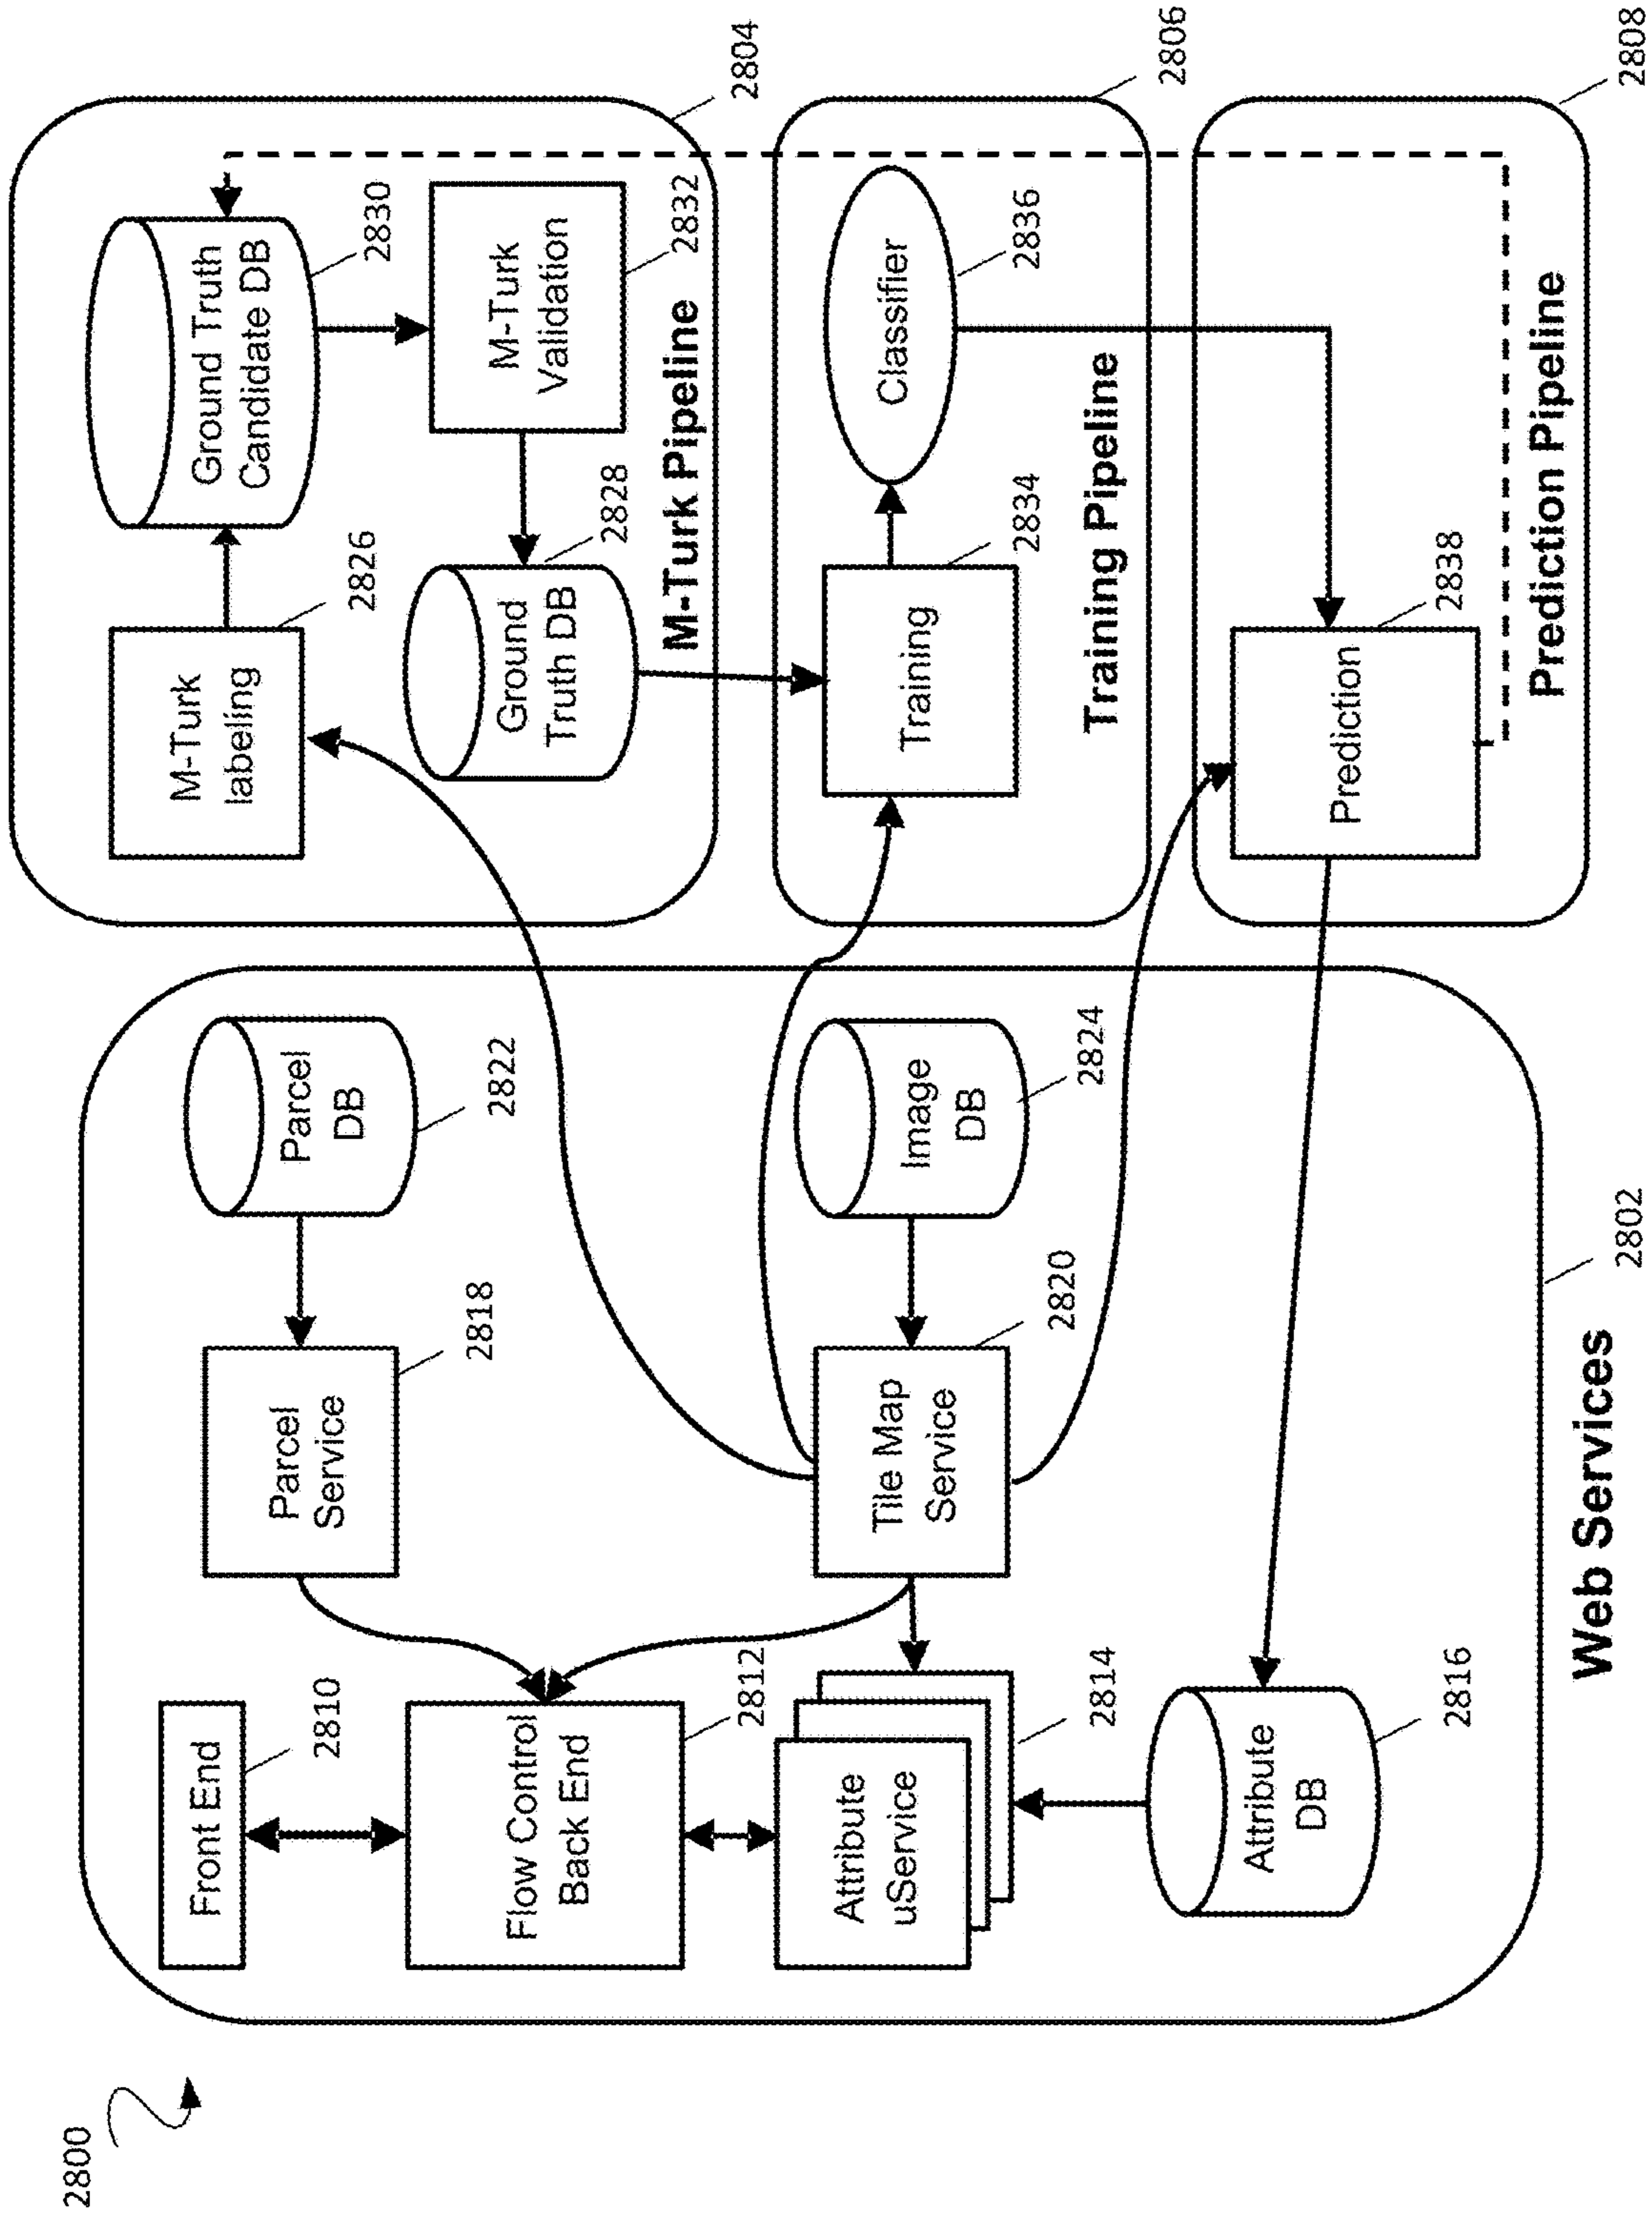 2800
Front End
2810
Flow Control
Back End
2812
Attribute
uService
2814
Attribute
DB
2816
Parcel
Service
2818
Tile Map
Service
2820
Parcel
DB
2822
Image
DB
2824
2802
Web Services
M-Turk
labeling
2826
Ground Truth
Candidate DB
2830
Ground
Truth DB
2828
M-Turk
Validation
2832
M-Turk Pipeline
2804
Training
2834
Classifier
2836
Training Pipeline
2806
Prediction
2838
Prediction Pipeline
2808